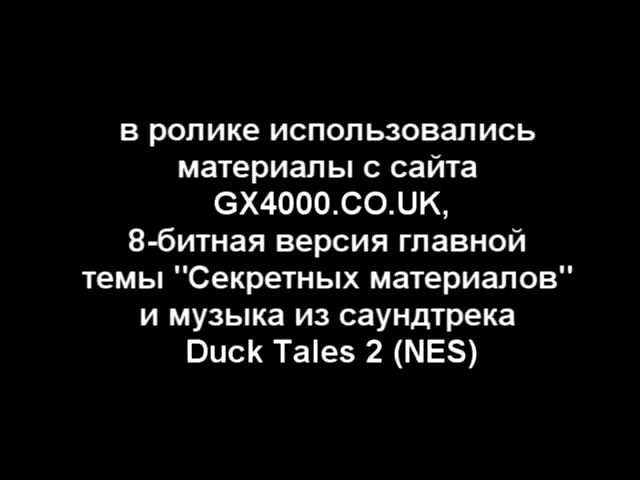 в ролике использовались
материалы с сайта
GX4000.CO.UK,
8-битная версия главной
темы "Секретных материалов"
и музыка из саундтрека
Duck Tales 2 (NES)